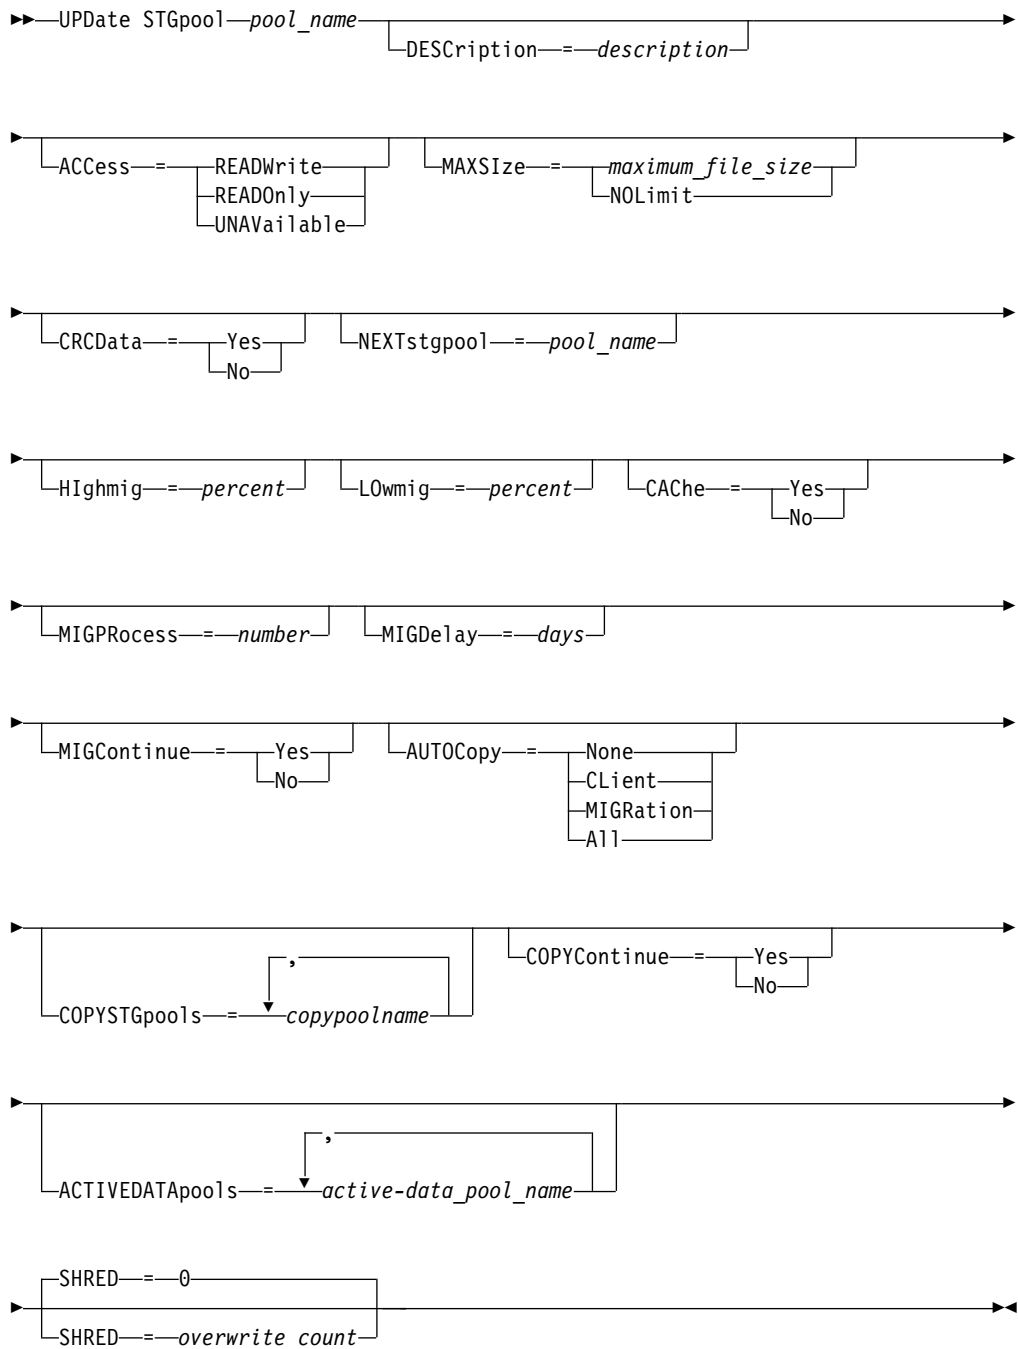 UPDate STGpool pool_name
DESCription = description
ACCess = READWrite
READOnly
UNAVailable
MAXSIze = maximum_file_size
NOLimit
CRCData = Yes
No
NEXTstgpool = pool_name
HIghmig = percent
LOwmig = percent
CAChe = Yes
No
MIGPRocess = number
MIGDelay = days
MIGContinue = Yes
No
AUTOCopy = None
CLient
MIGRation
All
,
COPYSTGpools = copypoolname
COPYContinue = Yes
No
,
ACTIVEDATApools = active-data_pool_name
SHRED = 0
SHRED = overwrite count